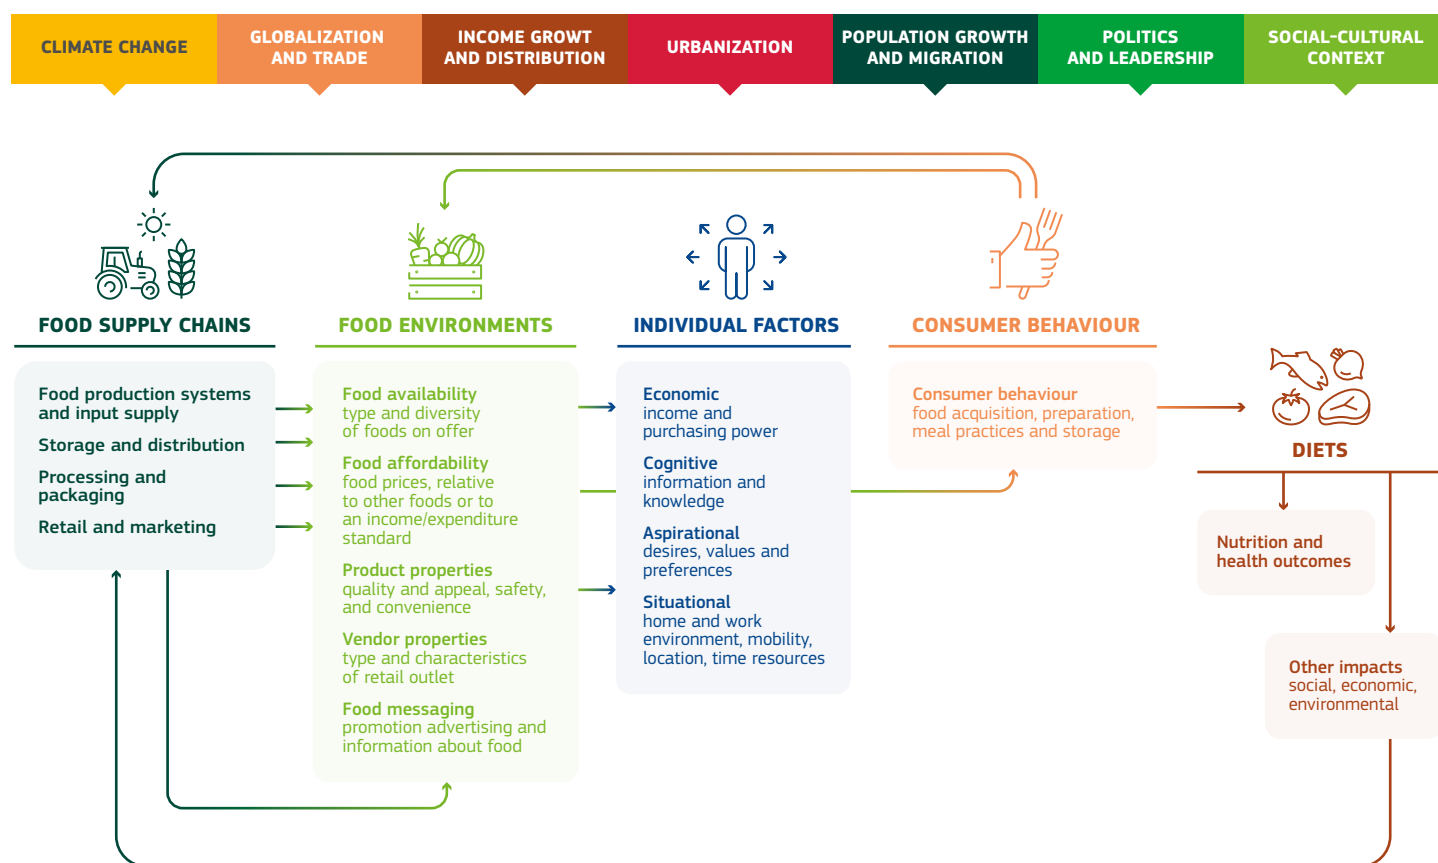 CLIMATE CHANGE
GLOBALIZATION
AND TRADE
INCOME GROWT
AND DISTRIBUTION
URBANIZATION
POPULATION GROWTH
AND MIGRATION
POLITICS
AND LEADERSHIP
SOCIAL-CULTURAL
CONTEXT
FOOD SUPPLY CHAINS
Food production systems
and input supply
Storage and distribution
Processing and
packaging
Retail and marketing
FOOD ENVIRONMENTS
Food availability
type and diversity
of foods on offer
Food affordability
food prices, relative
to other foods or to
an income/expenditure
standard
Product properties
quality and appeal, safety,
and convenience
Vendor properties
type and characteristics
of retail outlet
Food messaging
promotion advertising and
information about food
INDIVIDUAL FACTORS
Economic
income and
purchasing power
Cognitive
information and
knowledge
Aspirational
desires, values and
preferences
Situational
home and work
environment, mobility,
location, time resources
CONSUMER BEHAVIOUR
Consumer behaviour
food acquisition, preparation,
meal practices and storage
DIETS
Nutrition and
health outcomes
Other impacts
social, economic,
environmental